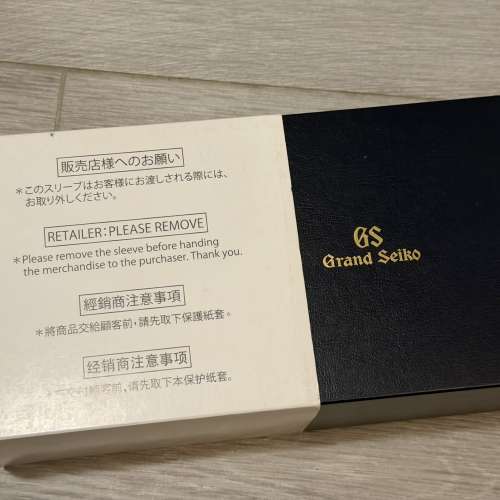 販売店様へのお願い
*このスリーブはお客様にお渡しされる際には、
お取り外しください。
RETAILER: PLEASE REMOVE
*Please remove the sleeve before handing
the merchandise to the purchaser. Thank you.
經銷商注意事項
*將商品交給顧客前，請先取下保護紙套。
经销商注意事项
顾客前，请先取下本保护纸套。
GS
Grand Seiko